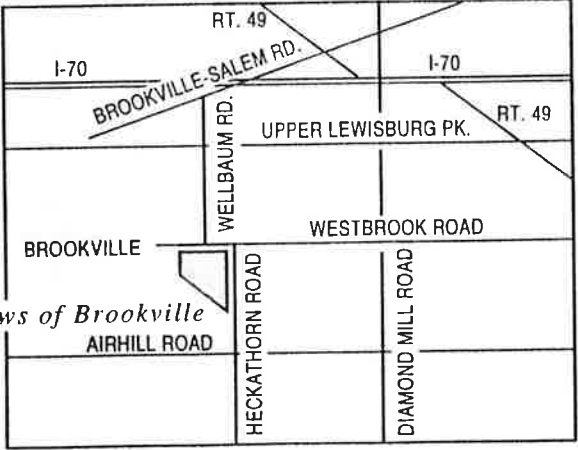 RT. 49
I-70
BROOKVILLE-SALEM RD.
I-70
RT. 49
WELLBAUM RD.
UPPER LEWISBURG PK.
WESTBROOK ROAD
BROOKVILLE
ws of Brookville
AIRHILL ROAD
HECKATHORN ROAD
DIAMOND MILL ROAD